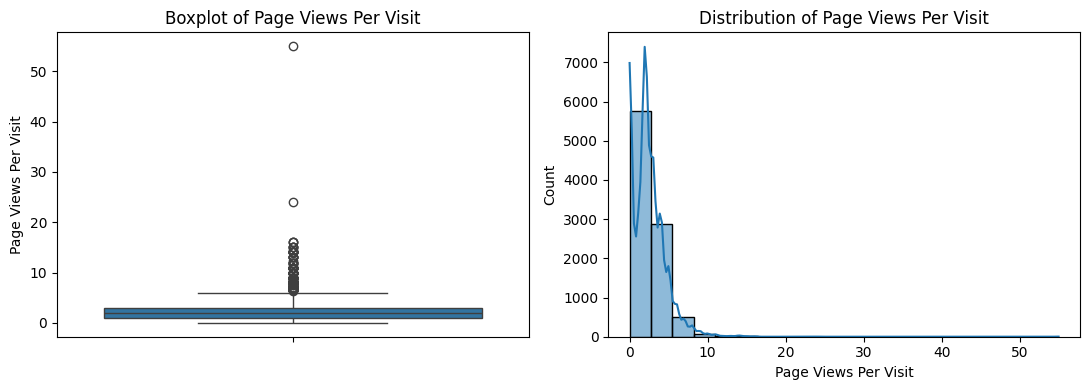 Boxplot of Page Views Per Visit
Page Views Per Visit
50
40
30
20
10
0
Distribution of Page Views Per Visit
Count
7000
6000
5000
4000
3000
2000
1000
0
0 10 20 30 40 50
Page Views Per Visit